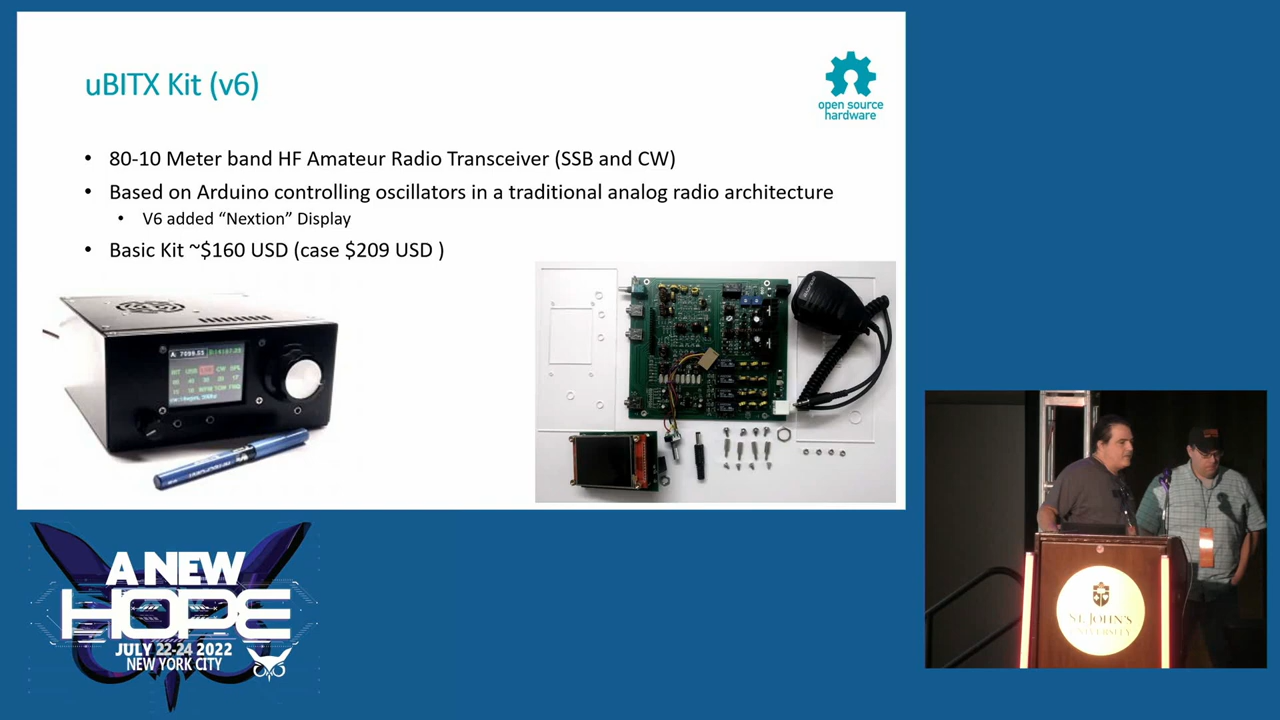 uBITX Kit (v6)
open source
hardware
• 80-10 Meter band HF Amateur Radio Transceiver (SSB and CW)
• Based on Arduino controlling oscillators in a traditional analog radio architecture
• V6 added “Nextion” Display
• Basic Kit ~$160 USD (case $209 USD )
A NEW
HOPE
JULY 22-24 2022
NEW YORK CITY
ST. JOHN'S
UNIVERSITY